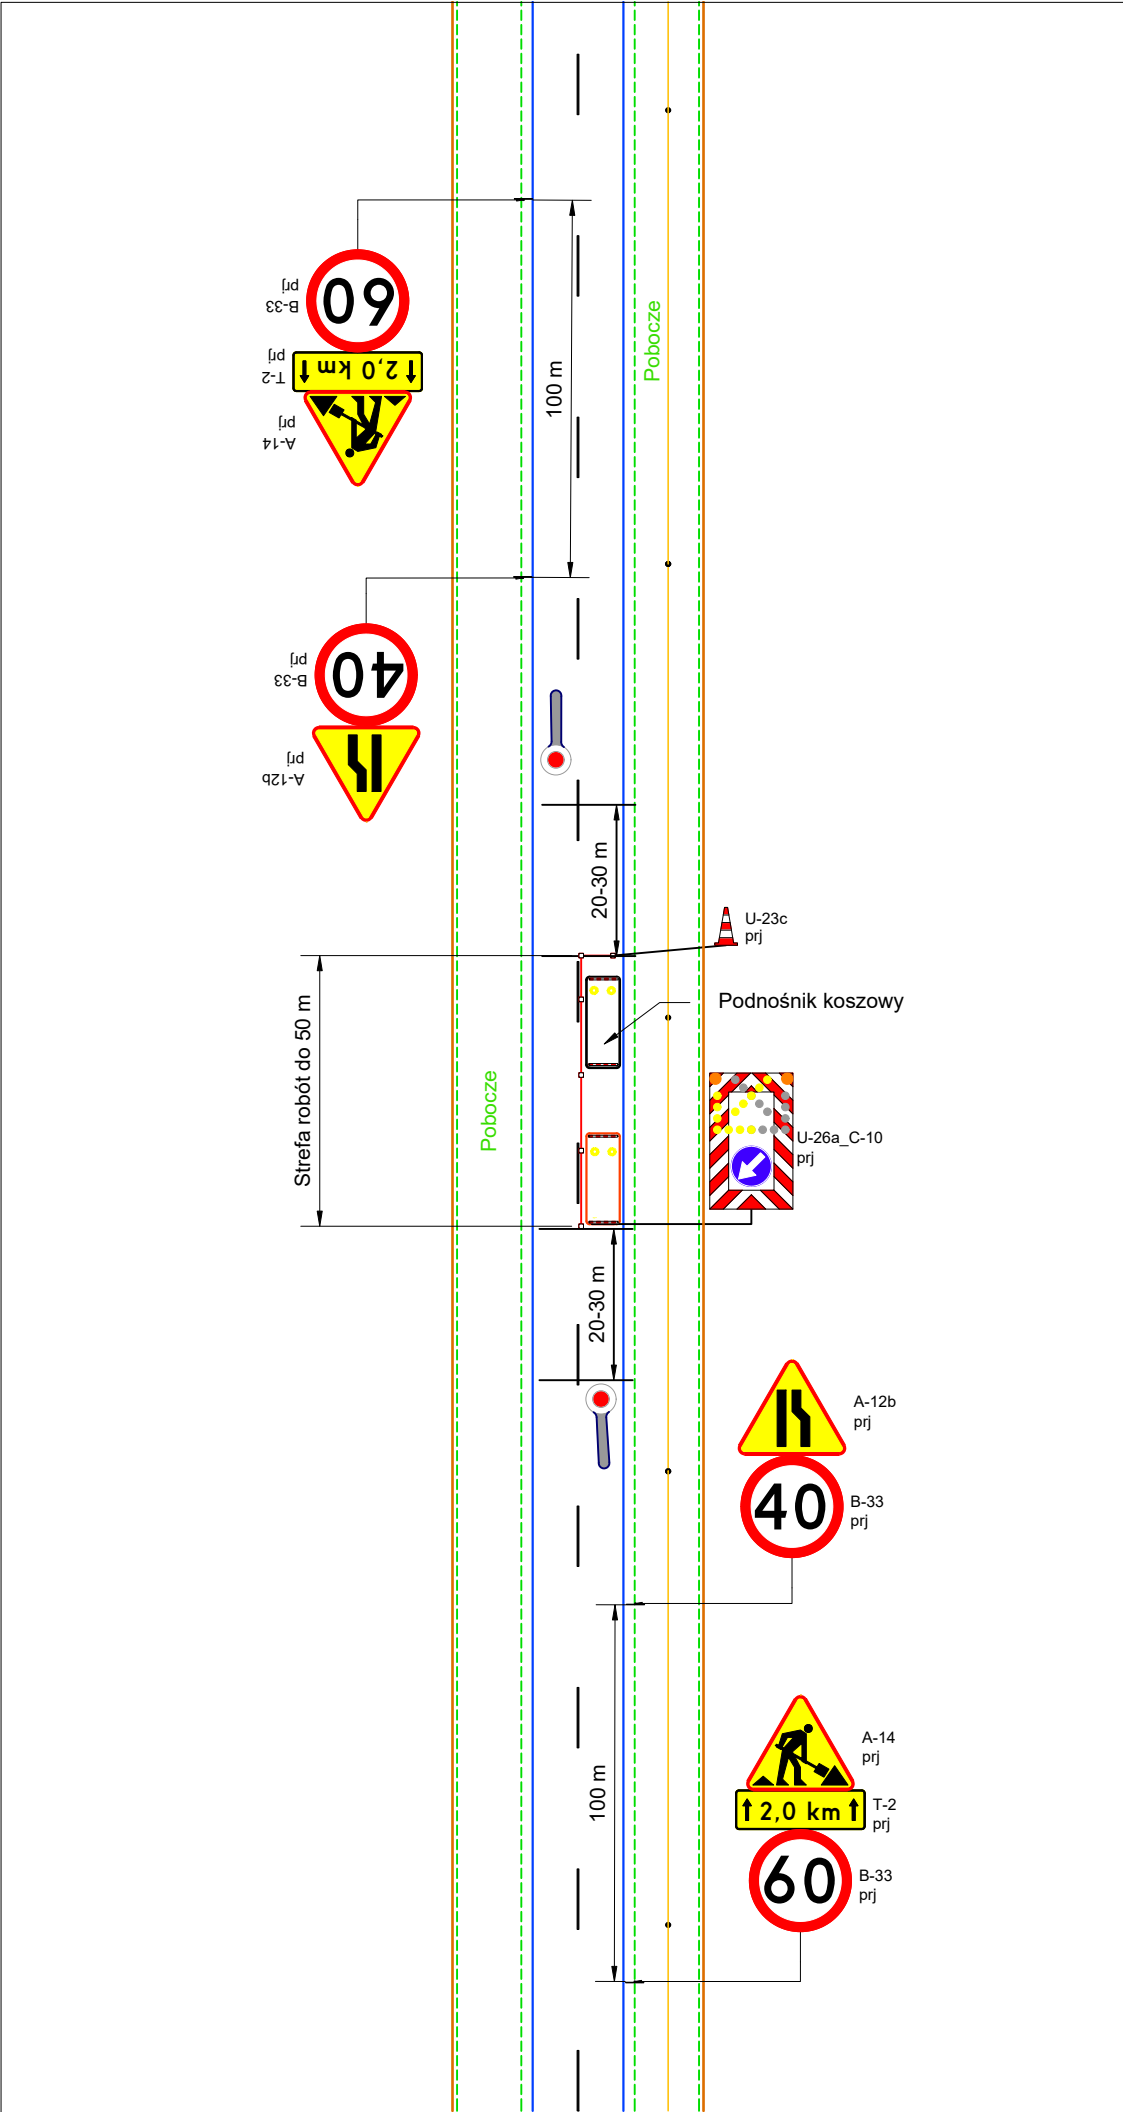 60
B-33
prj
2,0 km
T-2
prj
A-14
prj
100 m
Pobocze
40
B-33
prj
A-12b
prj
20-30 m
U-23c
prj
Podnośnik koszowy
Strefa robót do 50 m
Pobocze
U-26a_C-10
prj
20-30 m
A-12b
prj
40
B-33
prj
100 m
A-14
prj
2,0 km
T-2
prj
60
B-33
prj